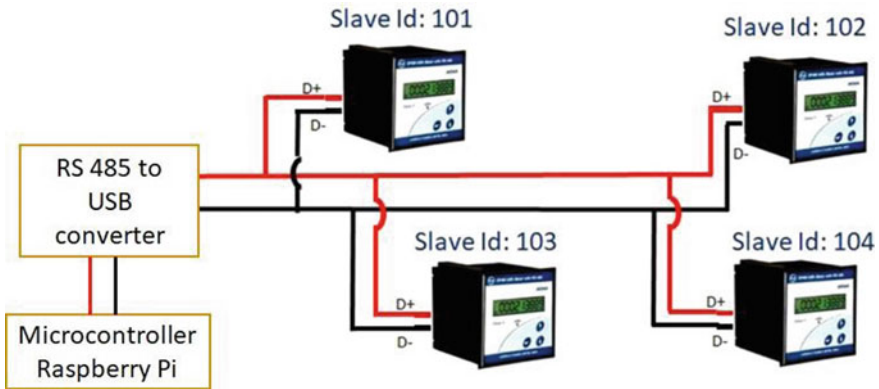 Slave Id: 101
Slave Id: 102
D+
D-
D+
D-
RS 485 to
USB
converter
Slave Id: 103
Slave Id: 104
D+
D-
D+
D-
Microcontroller
Raspberry Pi